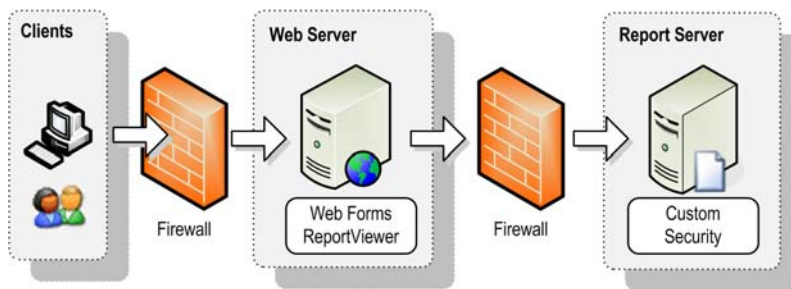 Clients
Web Server
Report Server
Firewall
Web Forms
ReportViewer
Firewall
Custom
Security